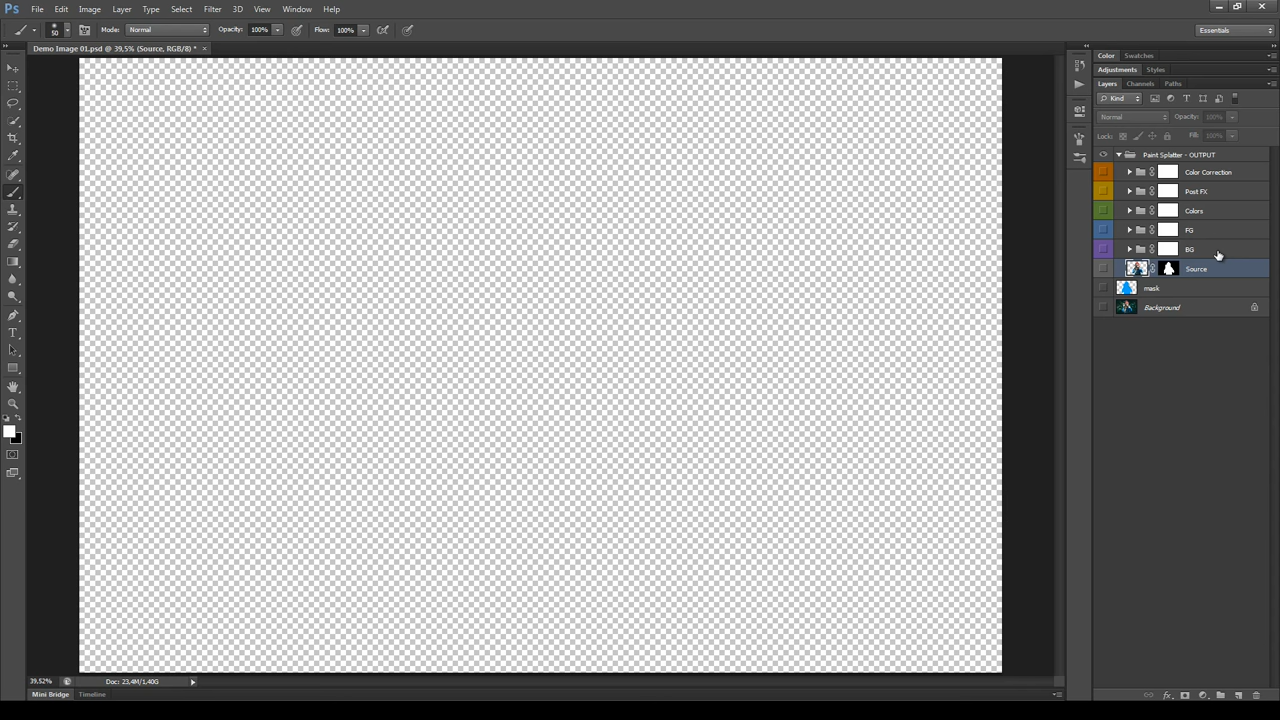 Ps File Edit Image Layer Type Select Filter 3D View Window Help
50 Mode: Normal Opacity: 100% Flow: 100% Essentials
Demo Image 01.psd @ 39,5% (Source, RGB/8) * ×
Color Swatches
Adjustments Styles
Layers Channels Paths
Kind
Normal Opacity: 100%
Lock: Fill: 100%
Paint Splatter - OUTPUT
Color Correction
Post FX
Colors
FG
BG
Source
mask
Background
39,52% Doc: 23,4M/1,40G
Mini Bridge Timeline